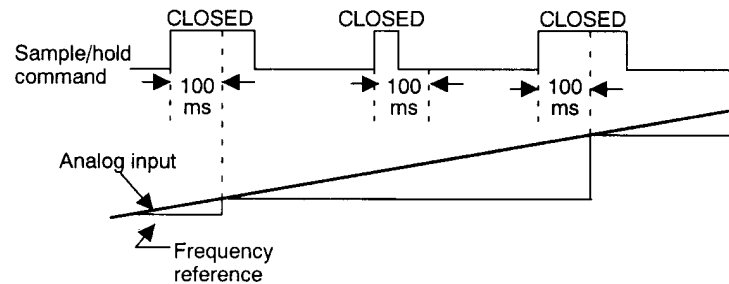 CLOSED CLOSED CLOSED
Sample/hold
command
100
ms
100
ms
100
ms
Analog input
Frequency
reference